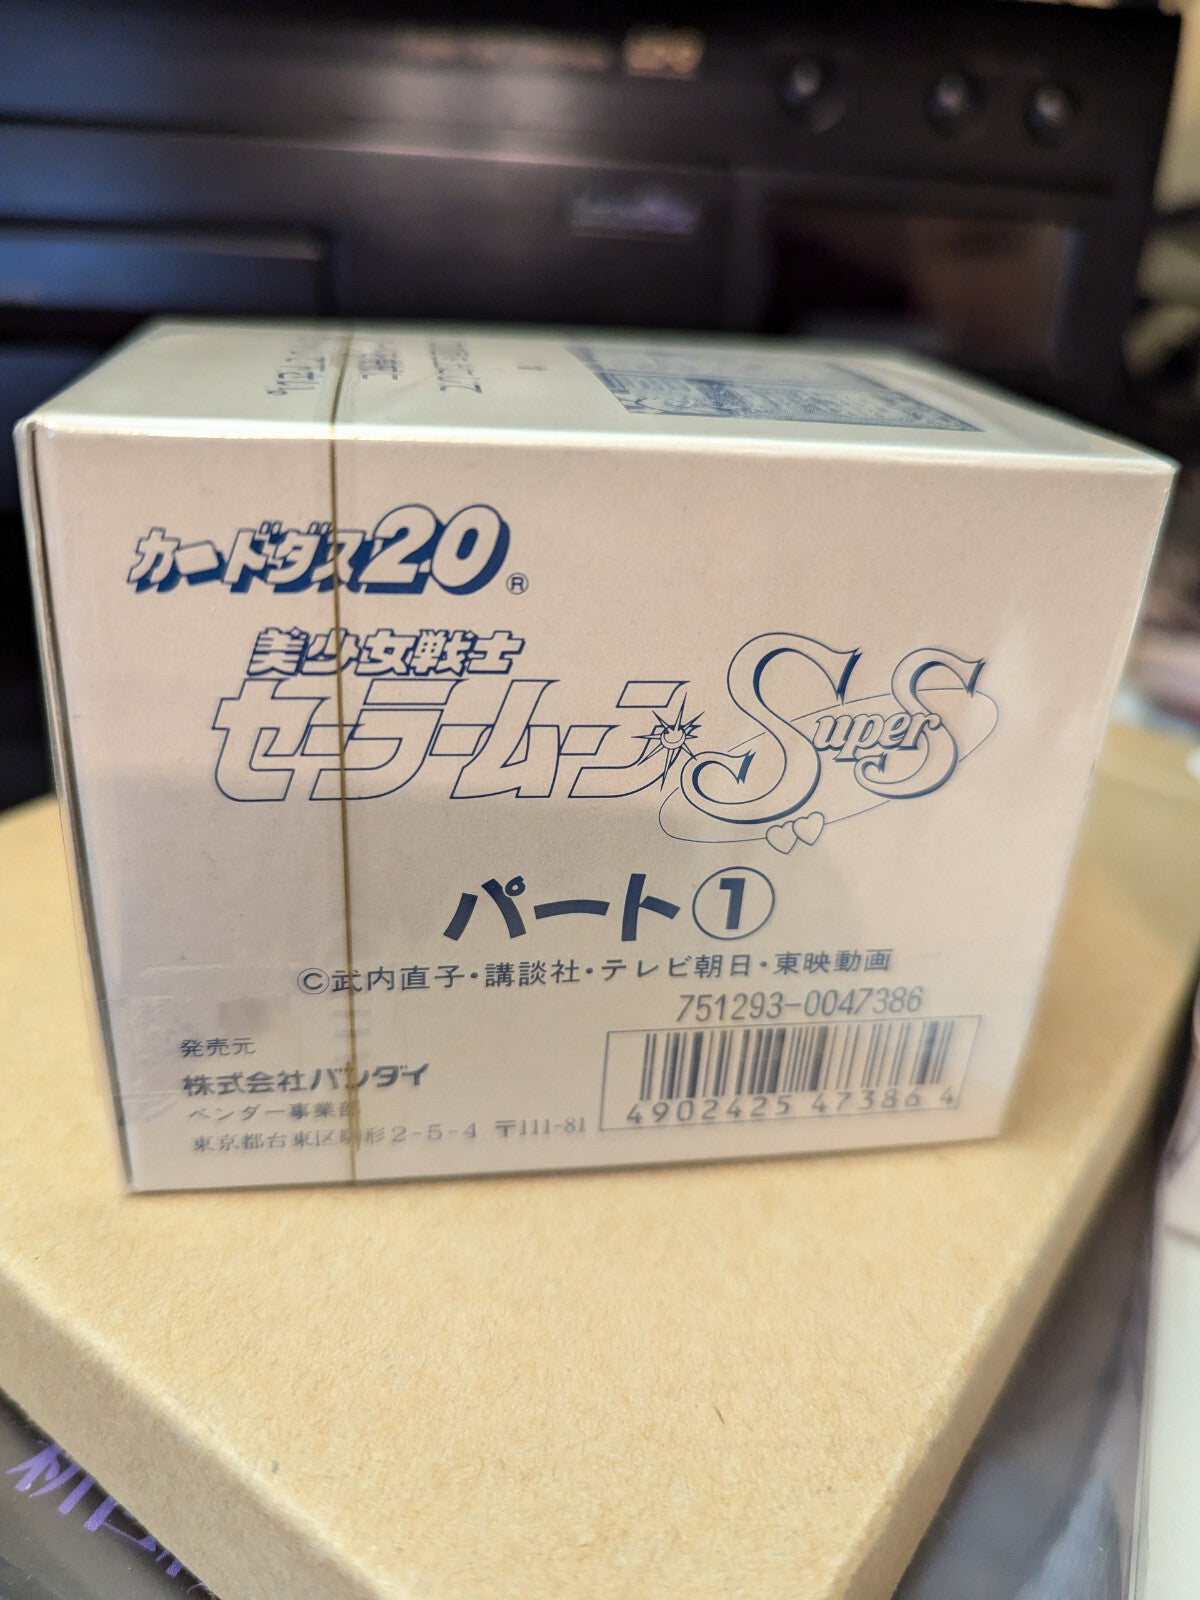 カードダス20®
美少女戦士
セーラームーン SuperS
パート①
©武内直子・講談社・テレビ朝日・東映動画
751293-0047386
4902425 473864
発売元
株式会社バンダイ
ベンダー事業部
東京都台東区駒形2-5-4 〒111-81